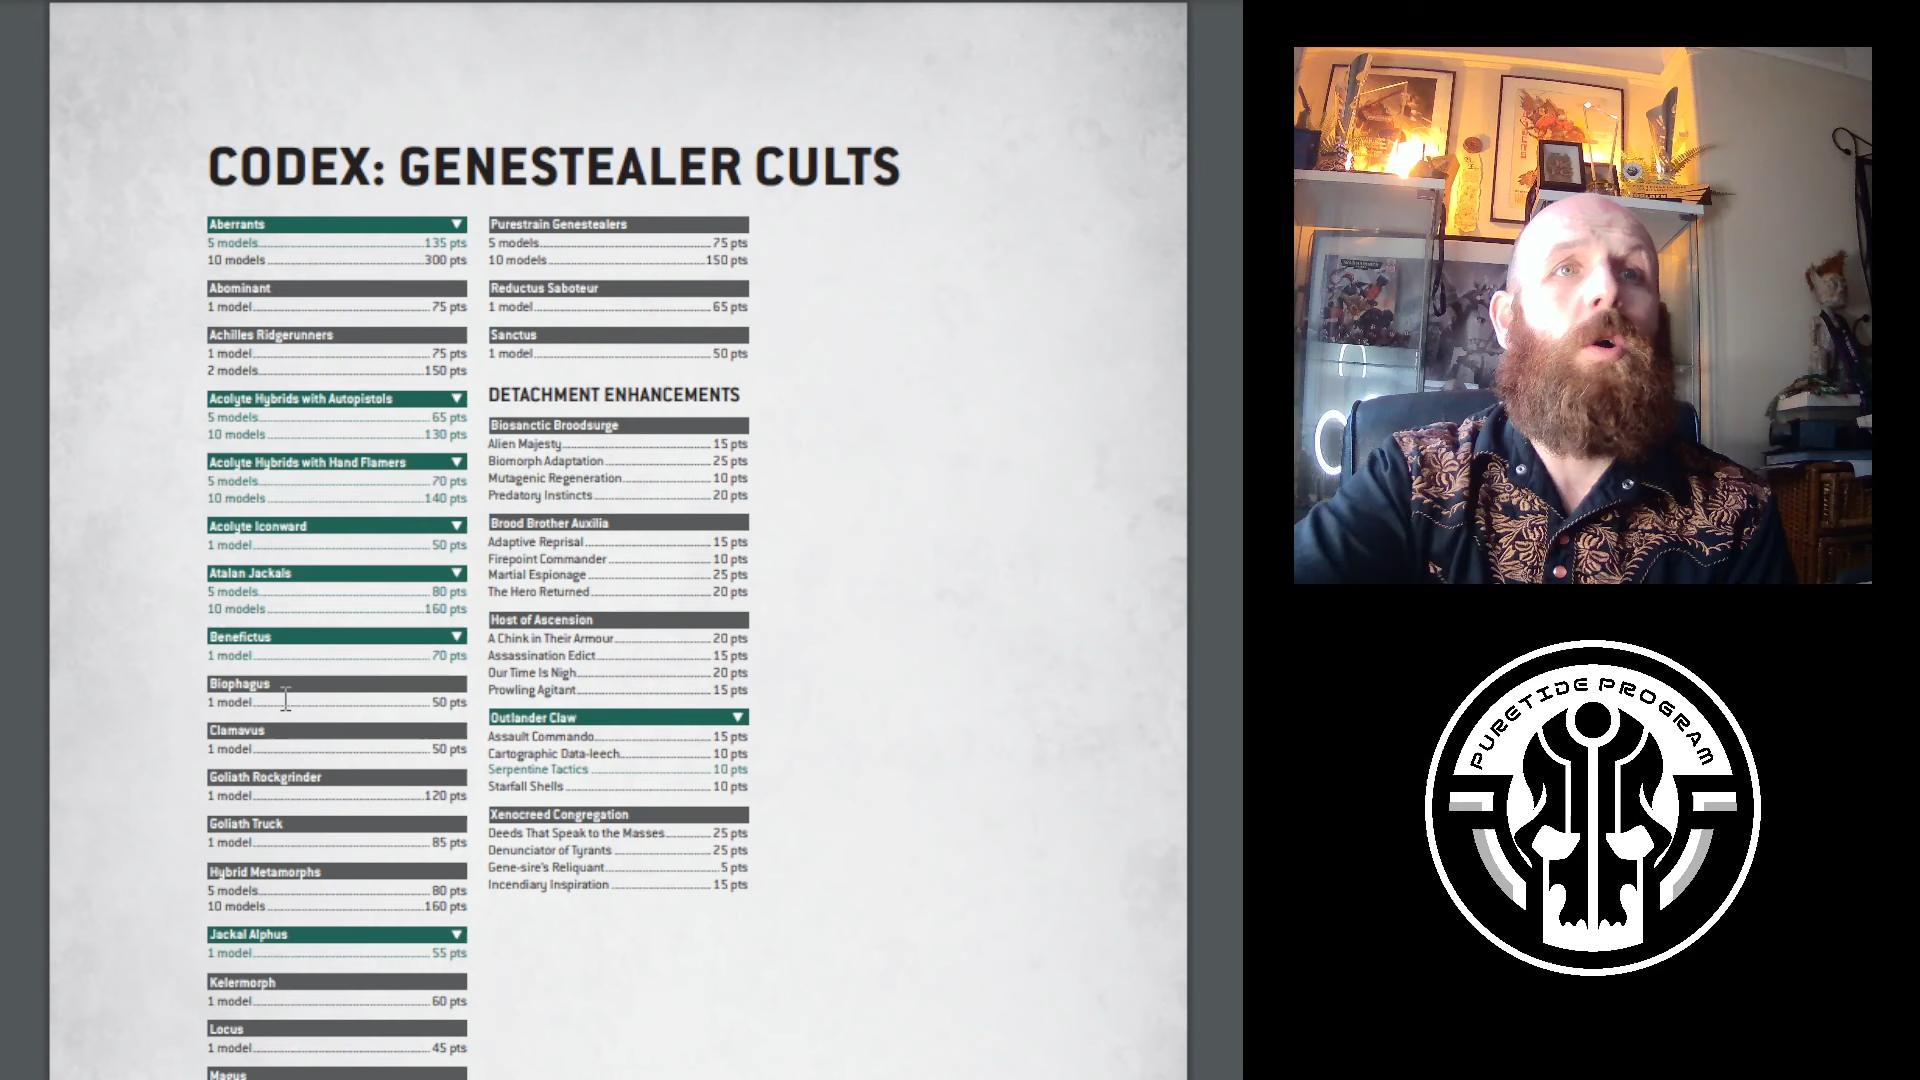 CODEX: GENESTEALER CULTS
Aberrants ▼
5 models 135 pts
10 models 300 pts
Abominant
1 model 75 pts
Achilles Ridgerunners
1 model 75 pts
2 models 150 pts
Acolyte Hybrids with Autopistols ▼
5 models 65 pts
10 models 130 pts
Acolyte Hybrids with Hand Flamers ▼
5 models 70 pts
10 models 140 pts
Acolyte Iconward ▼
1 model 50 pts
Atalan Jackals ▼
5 models 80 pts
10 models 160 pts
Benefictus ▼
1 model 70 pts
Biophagus
1 model 50 pts
Clamavus
1 model 50 pts
Goliath Rockgrinder
1 model 120 pts
Goliath Truck
1 model 85 pts
Hybrid Metamorphs
5 models 80 pts
10 models 160 pts
Jackal Alphus ▼
1 model 55 pts
Kelermorph
1 model 60 pts
Locus
1 model 45 pts
Magus
Purestrain Genestealers
5 models 75 pts
10 models 150 pts
Reductus Saboteur
1 model 65 pts
Sanctus
1 model 50 pts
DETACHMENT ENHANCEMENTS
Biosanctic Broodsurge
Alien Majesty 15 pts
Biomorph Adaptation 25 pts
Mutagenic Regeneration 10 pts
Predatory Instincts 20 pts
Brood Brother Auxilia
Adaptive Reprisal 15 pts
Firepoint Commander 10 pts
Martial Espionage 25 pts
The Hero Returned 20 pts
Host of Ascension
A Chink in Their Armour 20 pts
Assassination Edict 15 pts
Our Time Is Nigh 20 pts
Prowling Agitant 15 pts
Outlander Claw ▼
Assault Commando 15 pts
Cartographic Data-leech 10 pts
Serpentine Tactics 10 pts
Starfall Shells 10 pts
Xenocreed Congregation
Deeds That Speak to the Masses 25 pts
Denunciator of Tyrants 25 pts
Gene-sire's Reliquant 5 pts
Incendiary Inspiration 15 pts
WARHAMMER
PURETIDE PROGRAM